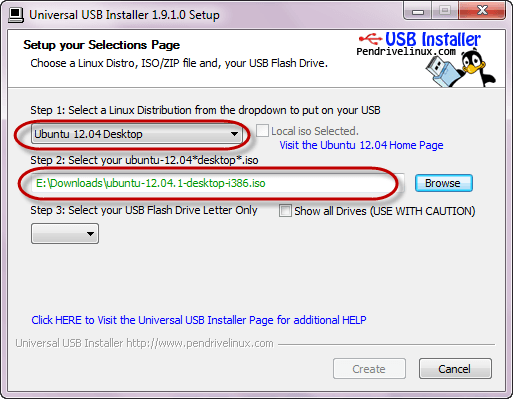 Universal USB Installer 1.9.1.0 Setup
Setup your Selections Page
Choose a Linux Distro, ISO/ZIP file and, your USB Flash Drive.
USB Installer
Pendrivelinux.com
Step 1: Select a Linux Distribution from the dropdown to put on your USB
Ubuntu 12.04 Desktop
Local iso Selected.
Visit the Ubuntu 12.04 Home Page
Step 2: Select your ubuntu-12.04*desktop*.iso
E:\Downloads\ubuntu-12.04.1-desktop-i386.iso
Browse
Step 3: Select your USB Flash Drive Letter Only
Show all Drives (USE WITH CAUTION)
Click HERE to Visit the Universal USB Installer Page for additional HELP
Universal USB Installer http://www.pendrivelinux.com
Create
Cancel